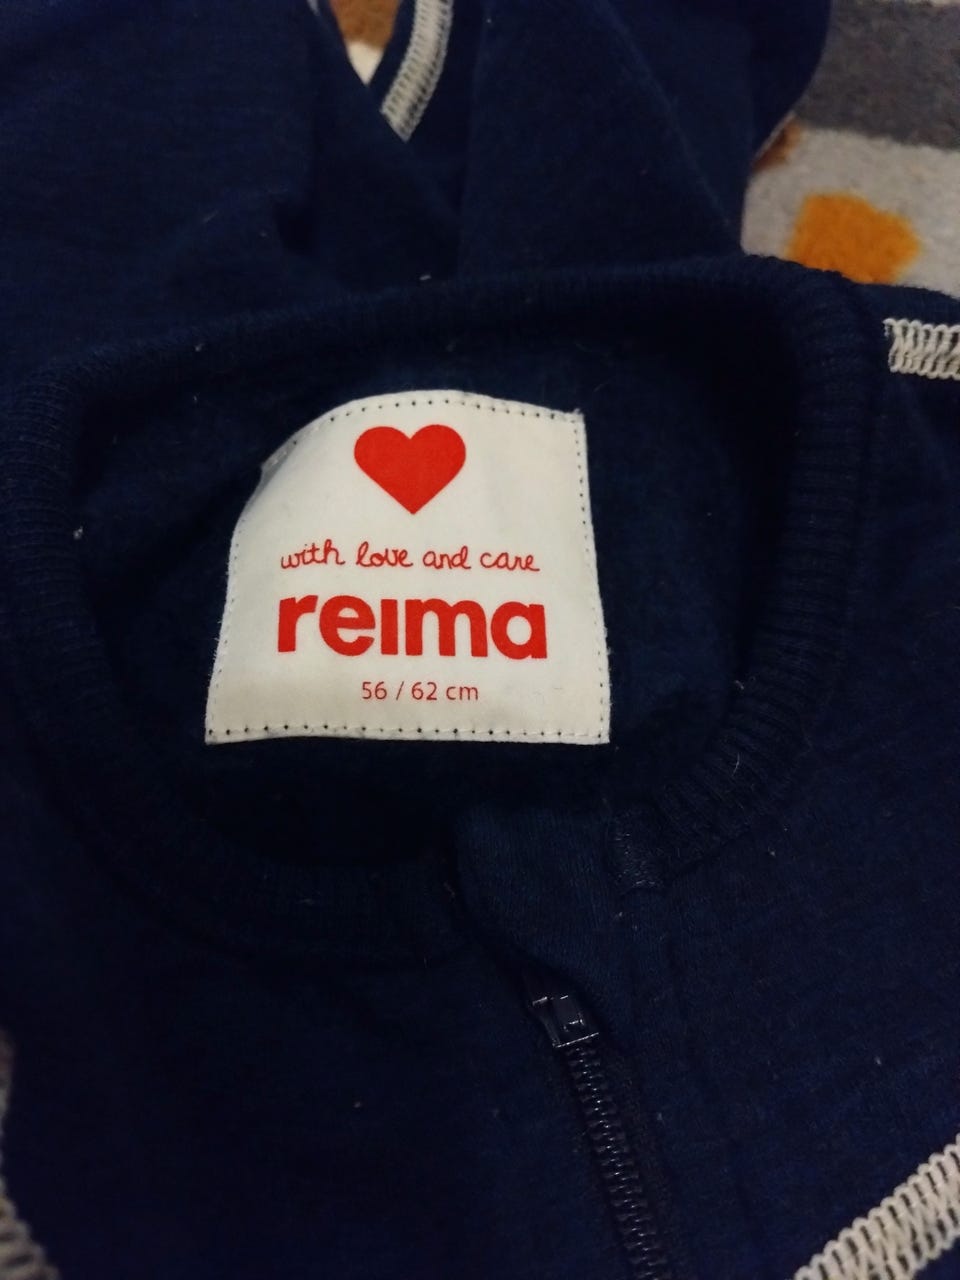 with love and care
reima
56 / 62 cm